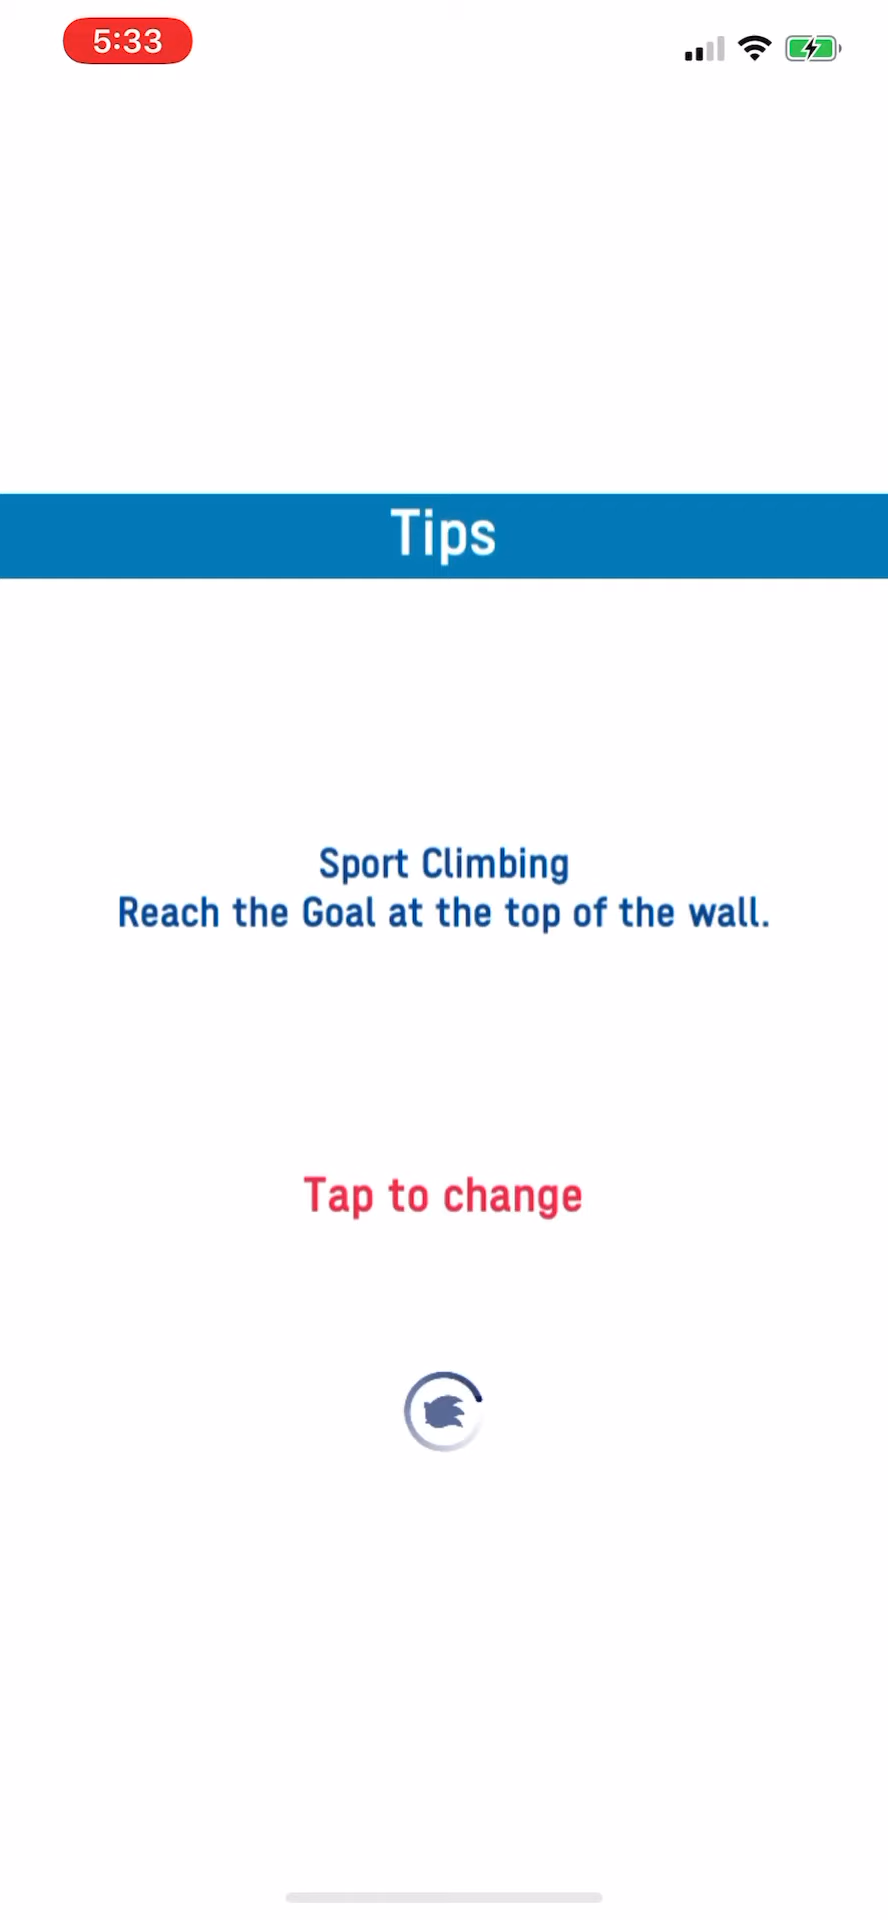 5:33
Tips
Sport Climbing
Reach the Goal at the top of the wall.
Tap to change